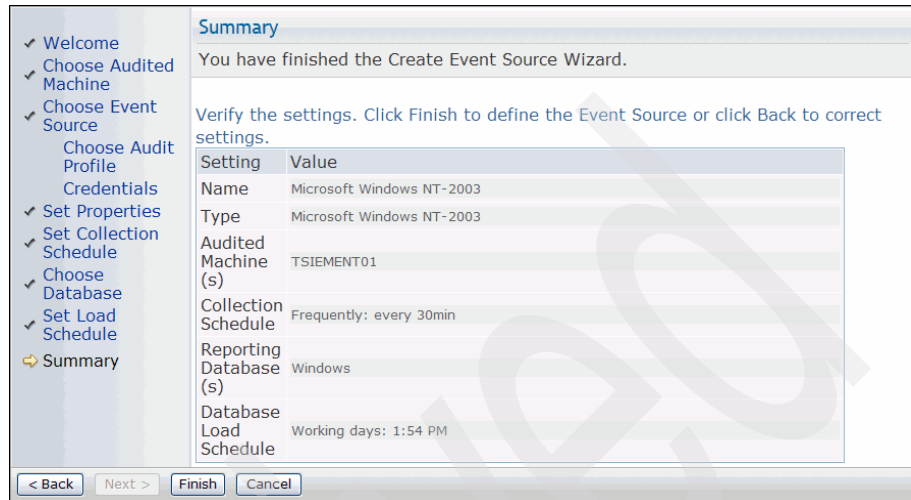 Welcome
Choose Audited
Machine
Choose Event
Source
Choose Audit
Profile
Credentials
Set Properties
Set Collection
Schedule
Choose
Database
Set Load
Schedule
Summary
Summary
You have finished the Create Event Source Wizard.
Verify the settings. Click Finish to define the Event Source or click Back to correct
settings.
Setting Value
Name Microsoft Windows NT-2003
Type Microsoft Windows NT-2003
Audited
Machine
(s)
TSIEMENT01
Collection
Schedule
Frequently: every 30min
Reporting
Database
(s)
Windows
Database
Load
Schedule
Working days: 1:54 PM
< Back Next > Finish Cancel